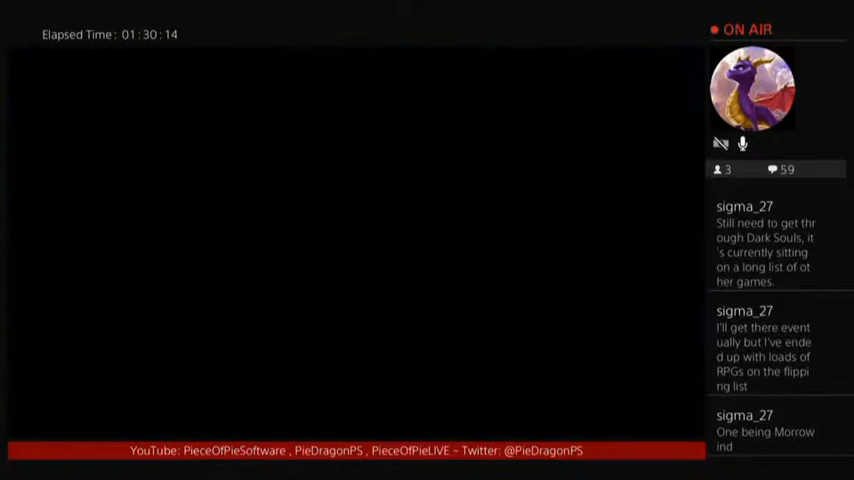 Elapsed Time: 01:30:14
ON AIR
3 59
sigma_27
Still need to get thr
ough Dark Souls, it
's currently sitting
on a long list of ot
her games.
sigma_27
I'll get there event
ually but I've ende
d up with loads of
RPGs on the flippi
ng list
sigma_27
One being Morrow
ind
YouTube: PieceOfPieSoftware , PieDragonPS , PieceOfPieLIVE ~ Twitter: @PieDragonPS